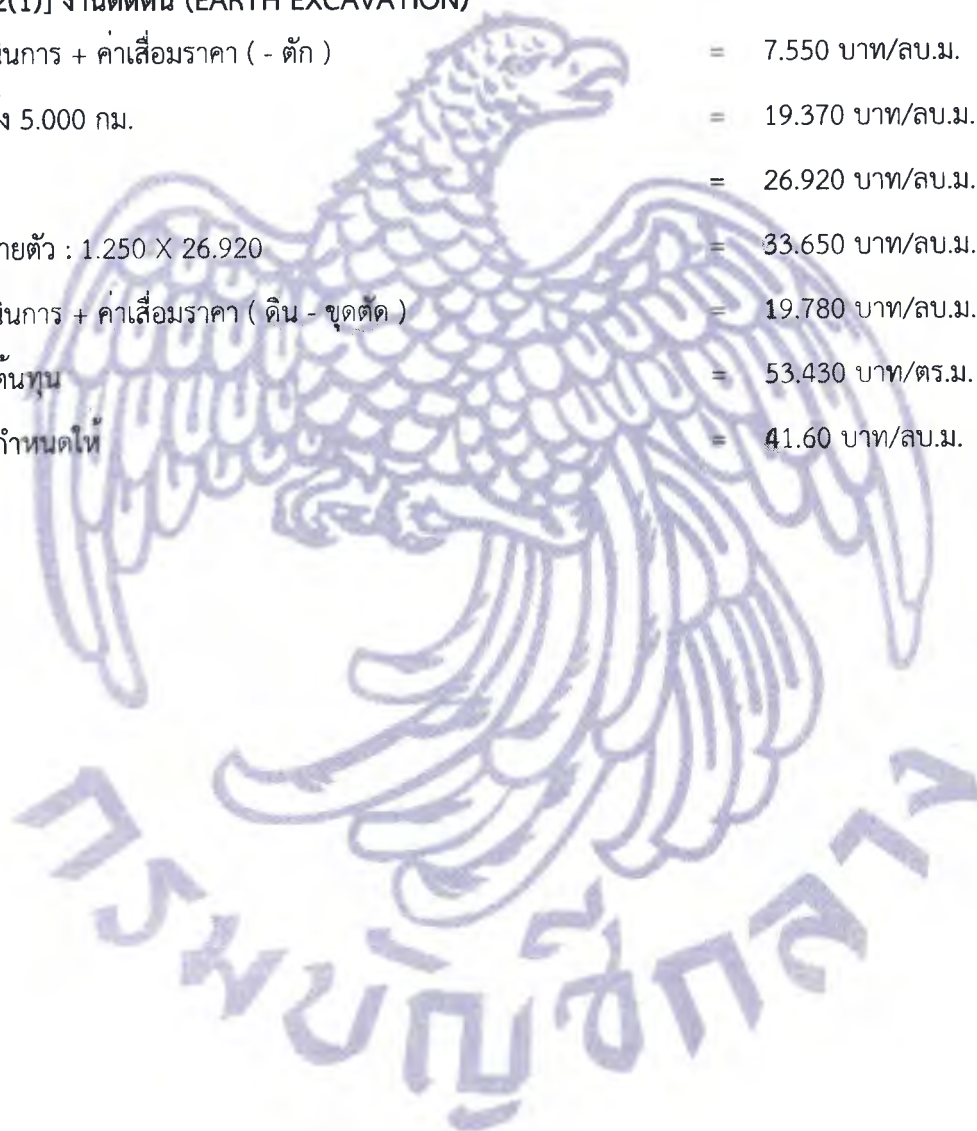 2(1)] งานตัดดิน (EARTH EXCAVATION)
นินการ + ค่าเสื่อมราคา ( - ตัก ) = 7.550 บาท/ลบ.ม.
ง 5.000 กม. = 19.370 บาท/ลบ.ม.
= 26.920 บาท/ลบ.ม.
ายตัว : 1.250 X 26.920 = 33.650 บาท/ลบ.ม.
นินการ + ค่าเสื่อมราคา ( ดิน - ขุดตัด ) = 19.780 บาท/ลบ.ม.
ต้นทุน = 53.430 บาท/ตร.ม.
กำหนดให้ = 41.60 บาท/ลบ.ม.
กรมบัญชีกลาง